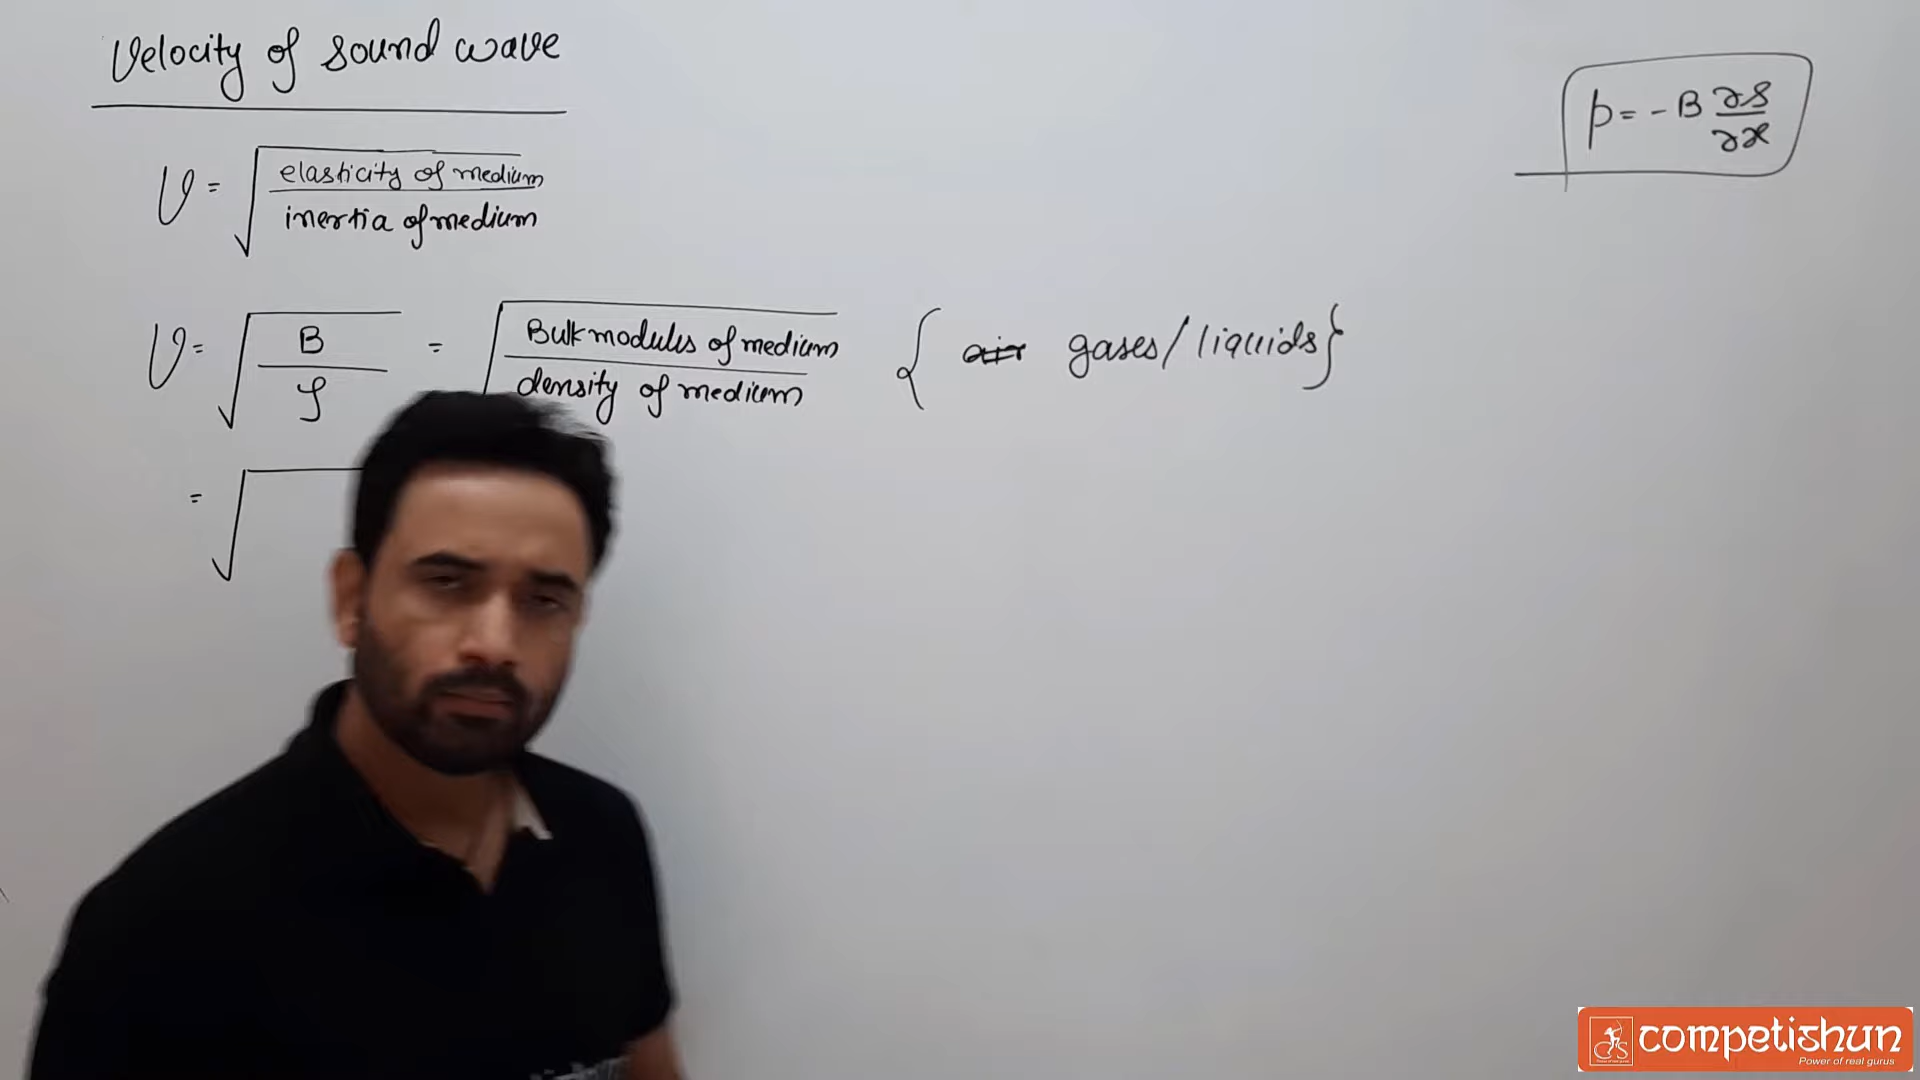 Velocity of sound wave
p = -B ∂S/∂x
V = √(elasticity of medium / inertia of medium)
V = √(B / ρ) = √(Bulk modulus of medium / density of medium) { air gases/liquids}
= √
competishun
Power of real gurus